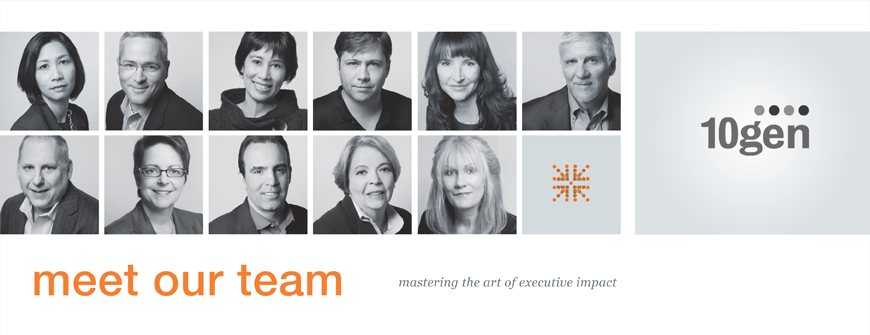 10gen
meet our team
mastering the art of executive impact